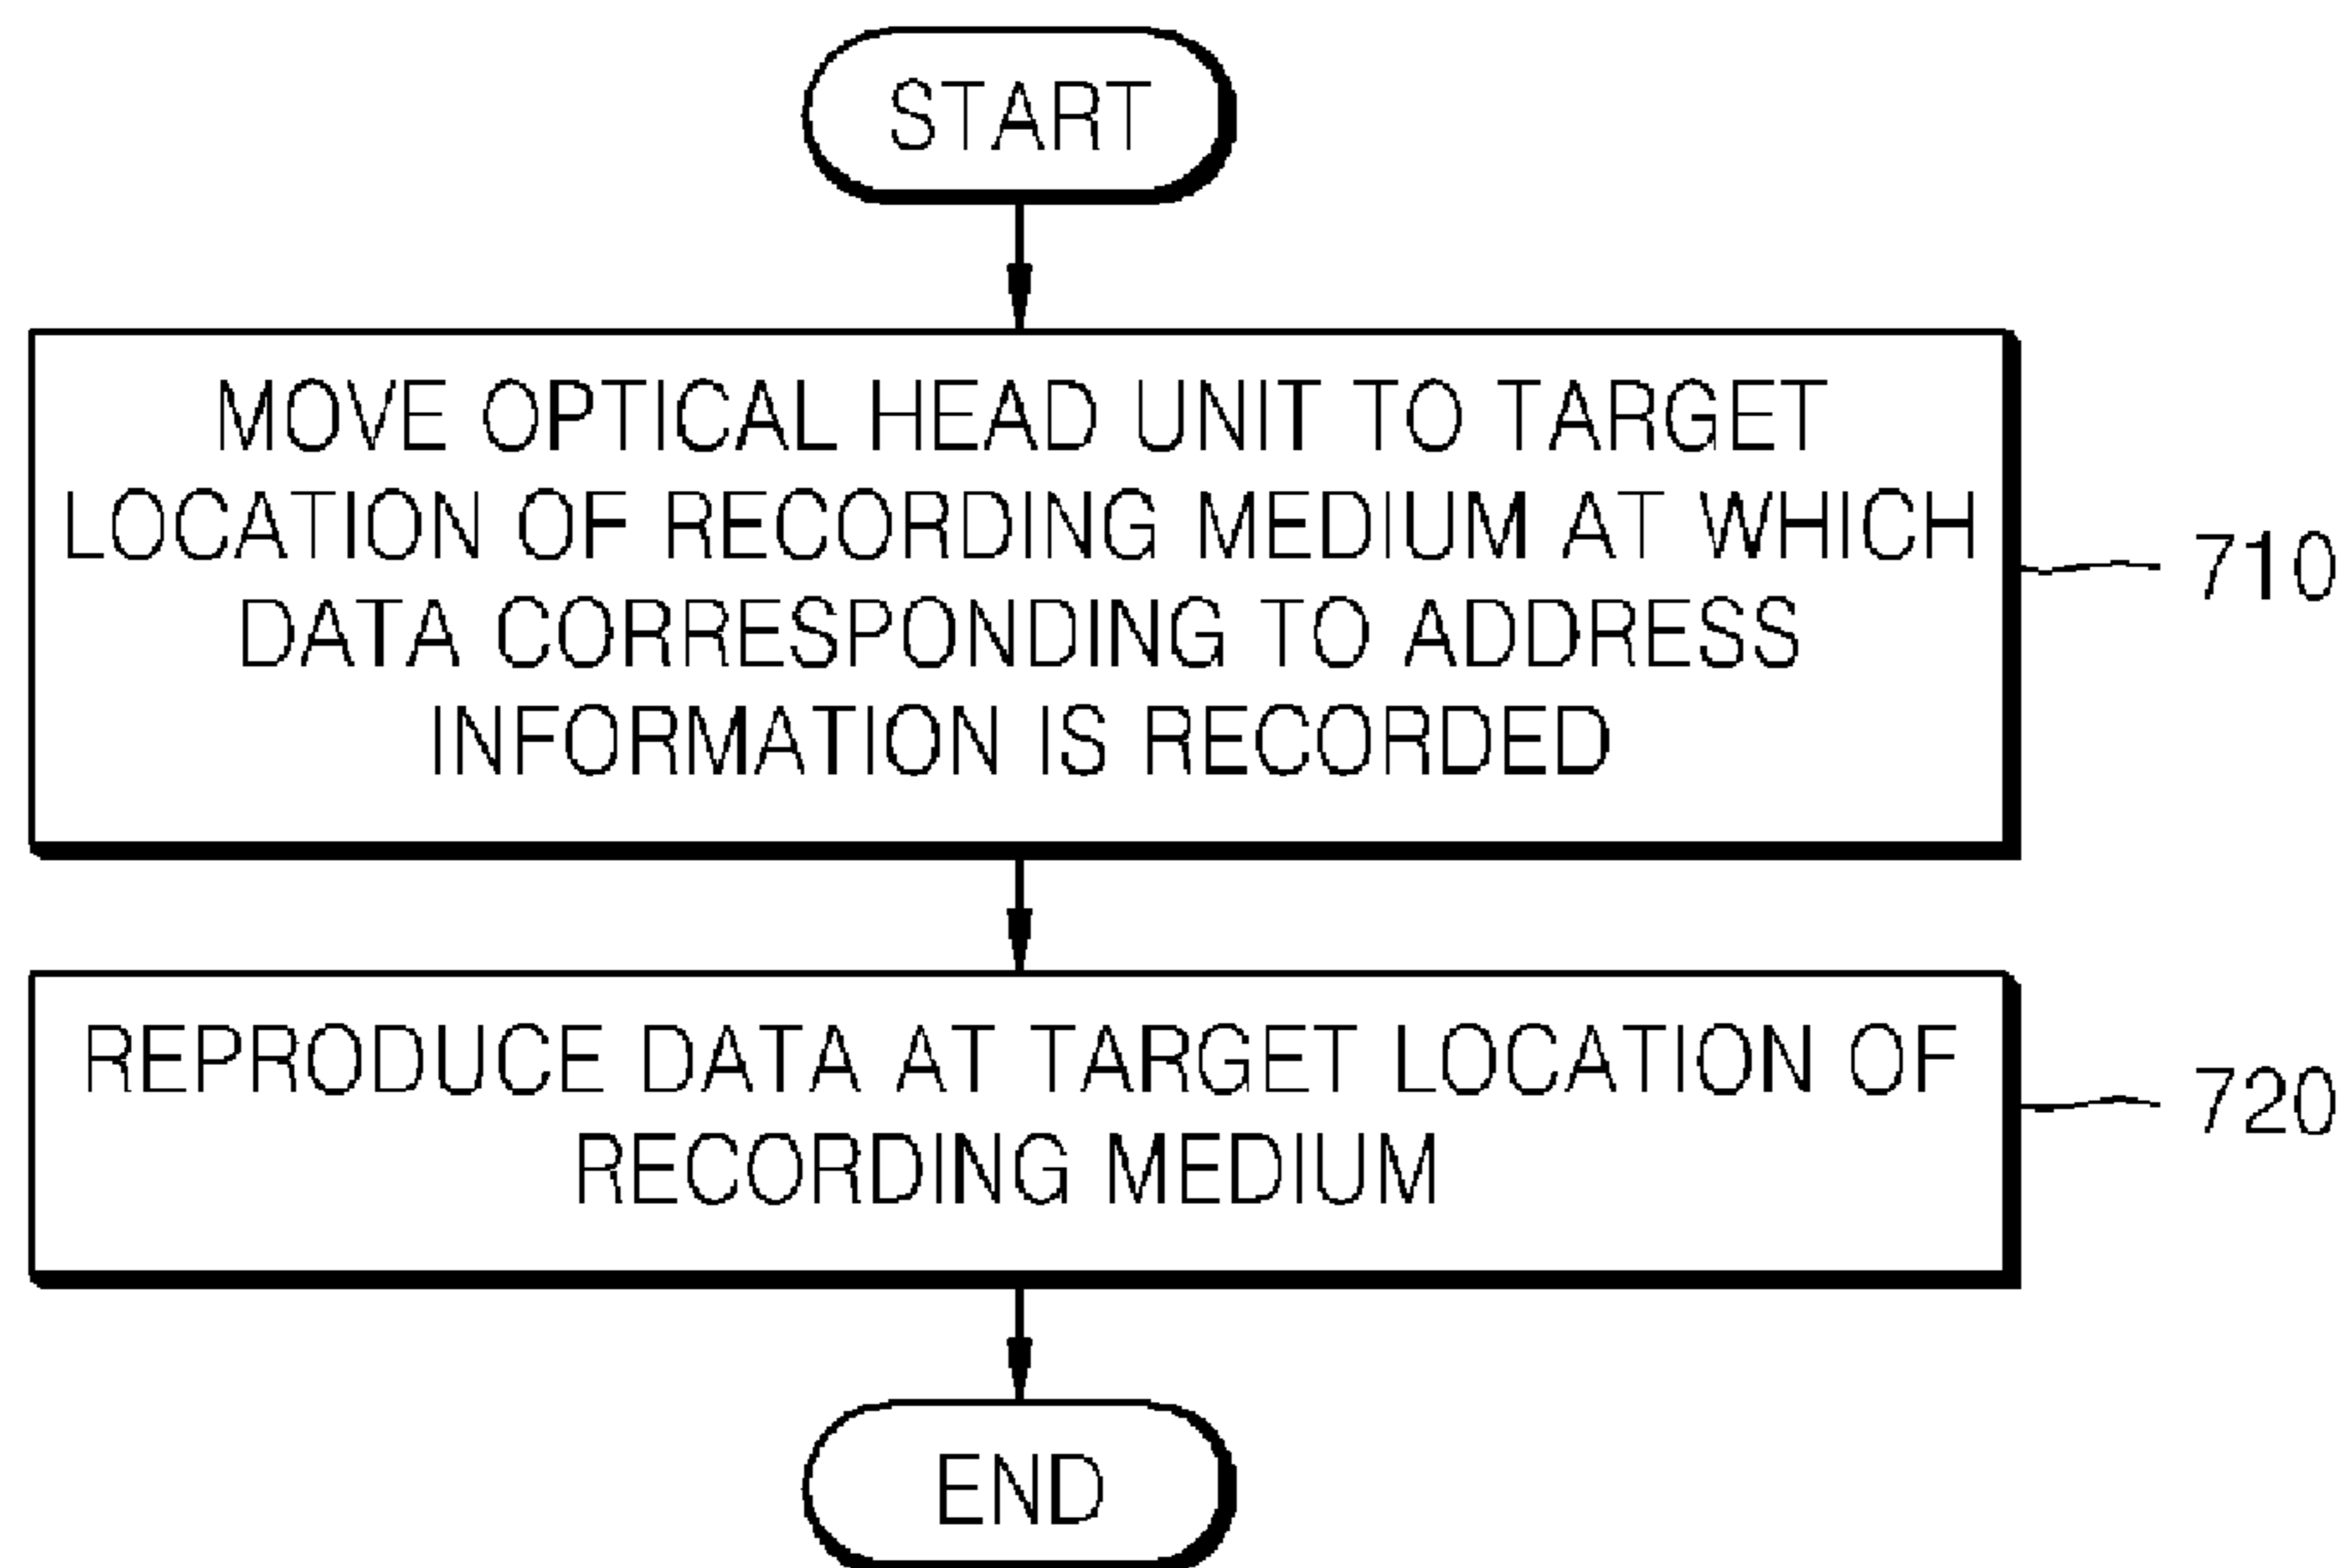 START
MOVE OPTICAL HEAD UNIT TO TARGET
LOCATION OF RECORDING MEDIUM AT WHICH
DATA CORRESPONDING TO ADDRESS
INFORMATION IS RECORDED
710
REPRODUCE DATA AT TARGET LOCATION OF
RECORDING MEDIUM
720
END